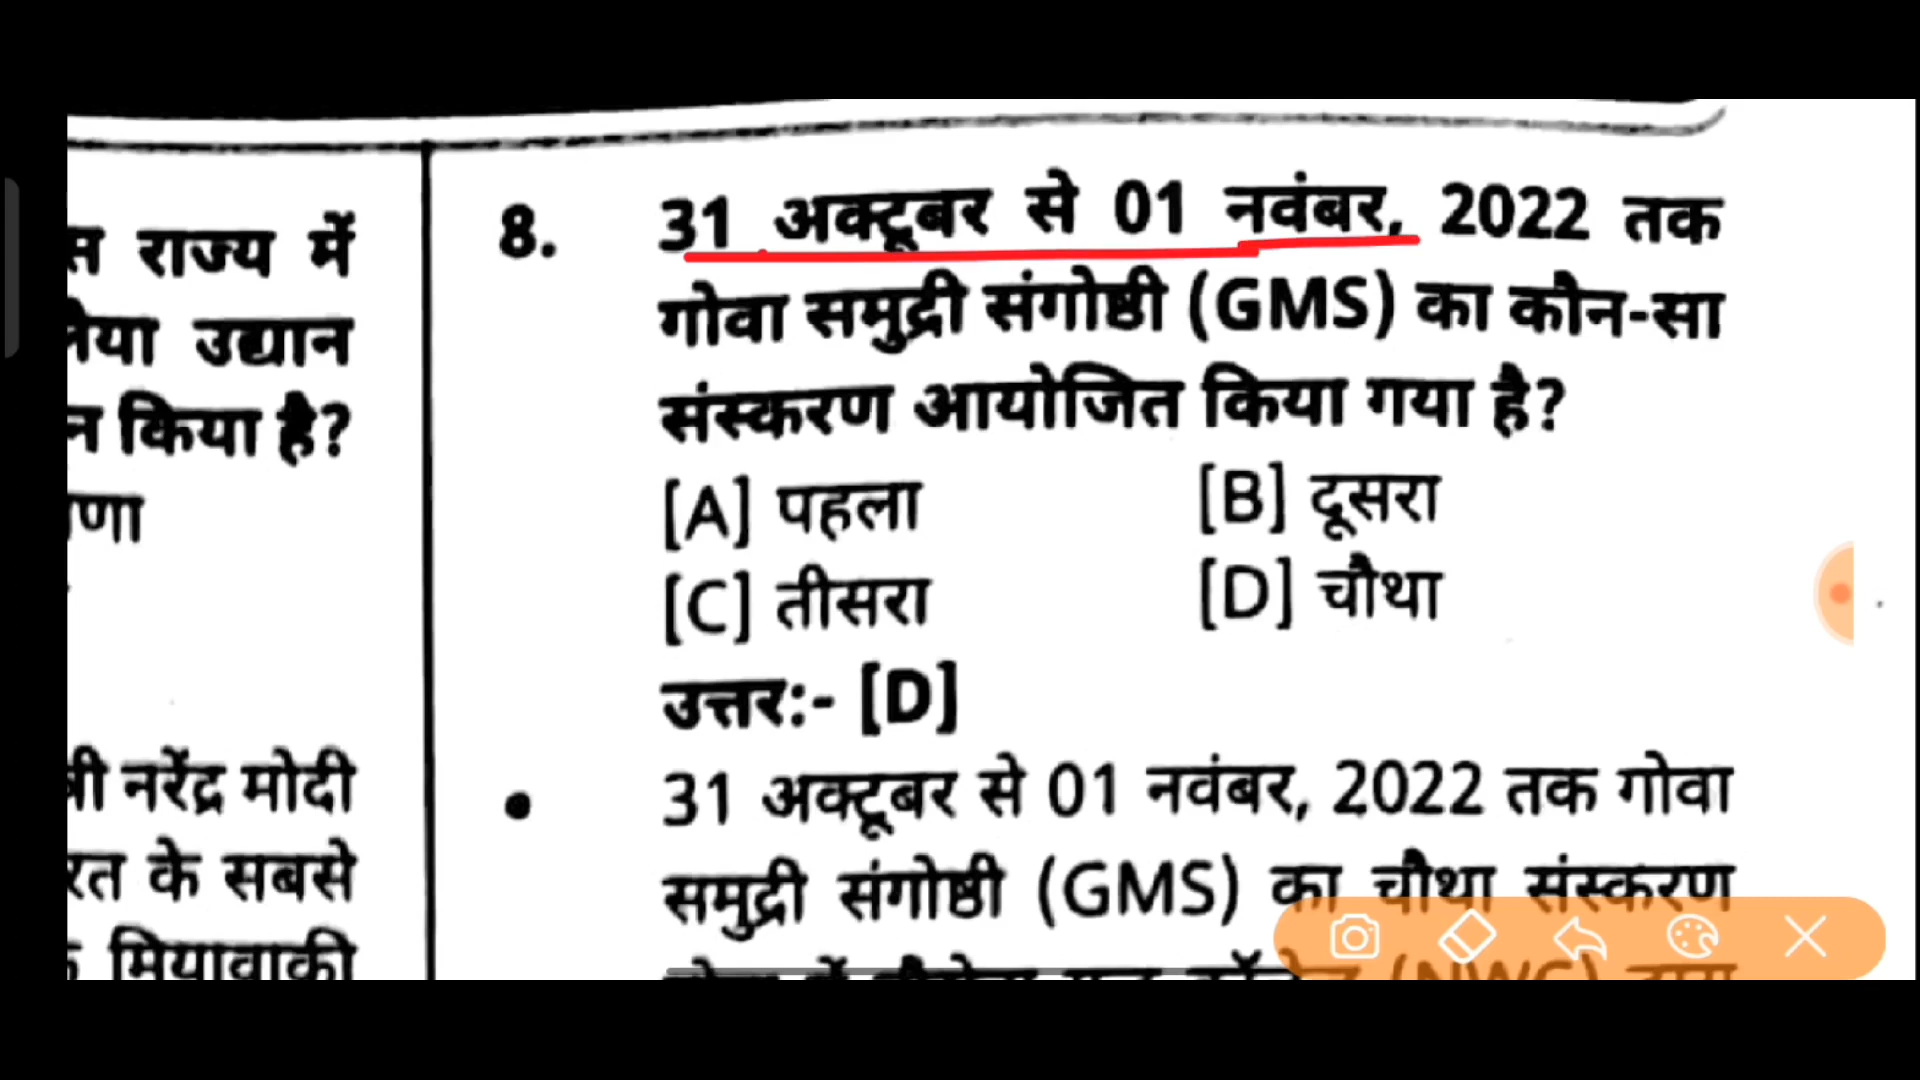 राज्य में
उद्यान
किया है?
नरेंद्र मोदी
के सबसे
मियावाकी
8. 31 अक्टूबर से 01 नवंबर, 2022 तक
गोवा समुद्री संगोष्ठी (GMS) का कौन-सा
संस्करण आयोजित किया गया है?
[A] पहला [B] दूसरा
[C] तीसरा [D] चौथा
उत्तर:- [D]
• 31 अक्टूबर से 01 नवंबर, 2022 तक गोवा
समुद्री संगोष्ठी (GMS) का चौथा संस्करण
(NWC)